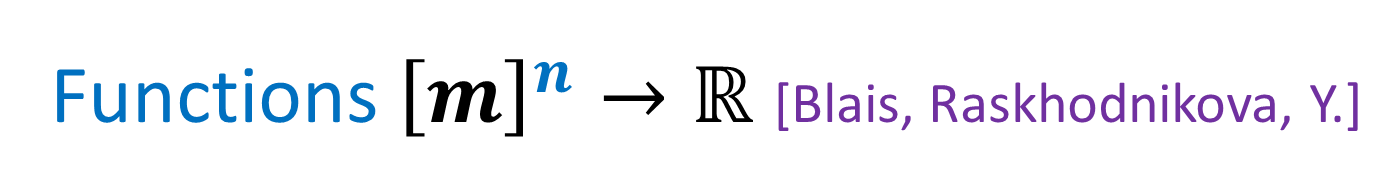 Functions [m]ⁿ → ℝ [Blais, Raskhodnikova, Y.]